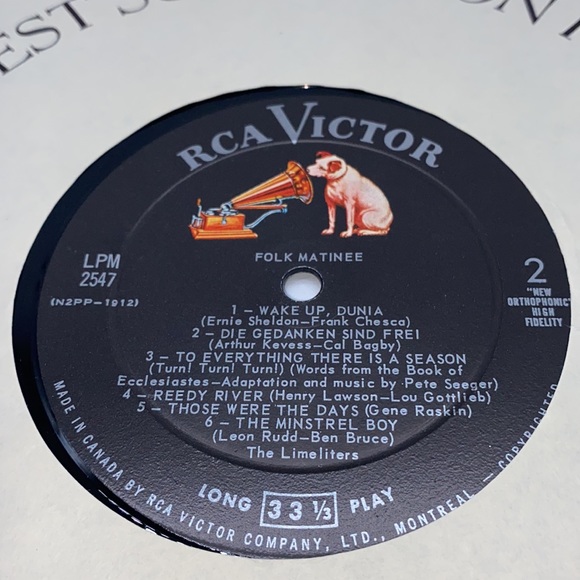 RCA VICTOR
FOLK MATINEE
LPM
2547
(N2PP-1912)
2
"NEW
ORTHOPHONIC"
HIGH
FIDELITY
1 - WAKE UP, DUNIA
(Ernie Sheldon-Frank Chesca)
2 - DIE GEDANKEN SIND FREI
(Arthur Kevess-Cal Bagby)
3 - TO EVERYTHING THERE IS A SEASON
(Turn! Turn! Turn!) (Words from the Book of
Ecclesiastes-Adaptation and music by Pete Seeger)
4 - REEDY RIVER (Henry Lawson-Lou Gottlieb)
5 - THOSE WERE THE DAYS (Gene Raskin)
6 - THE MINSTREL BOY
(Leon Rudd-Ben Bruce)
The Limeliters
LONG 33 1/3 PLAY
MADE IN CANADA BY RCA VICTOR COMPANY, LTD., MONTREAL - COPYRIGHTED